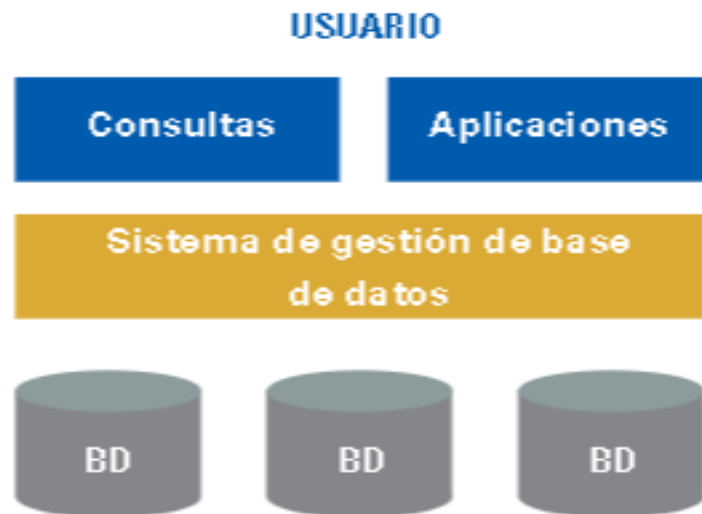 USUARIO
Consultas
Aplicaciones
Sistema de gestión de base
de datos
BD
BD
BD